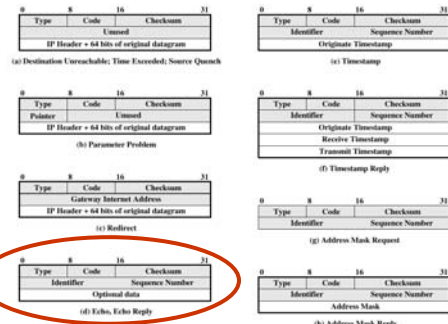 0 8 16 31
Type Code Checksum
Unused
IP Header + 64 bits of original datagram
(a) Destination Unreachable; Time Exceeded; Source Quench
0 8 16 31
Type Code Checksum
Pointer Unused
IP Header + 64 bits of original datagram
(b) Parameter Problem
0 8 16 31
Type Code Checksum
Gateway Internet Address
IP Header + 64 bits of original datagram
(c) Redirect
0 8 16 31
Type Code Checksum
Identifier Sequence Number
Optional data
(d) Echo, Echo Reply
0 8 16 31
Type Code Checksum
Identifier Sequence Number
Originate Timestamp
(e) Timestamp
0 8 16 31
Type Code Checksum
Identifier Sequence Number
Originate Timestamp
Receive Timestamp
Transmit Timestamp
(f) Timestamp Reply
0 8 16 31
Type Code Checksum
Identifier Sequence Number
(g) Address Mask Request
0 8 16 31
Type Code Checksum
Identifier Sequence Number
Address Mask
(h) Address Mask Reply